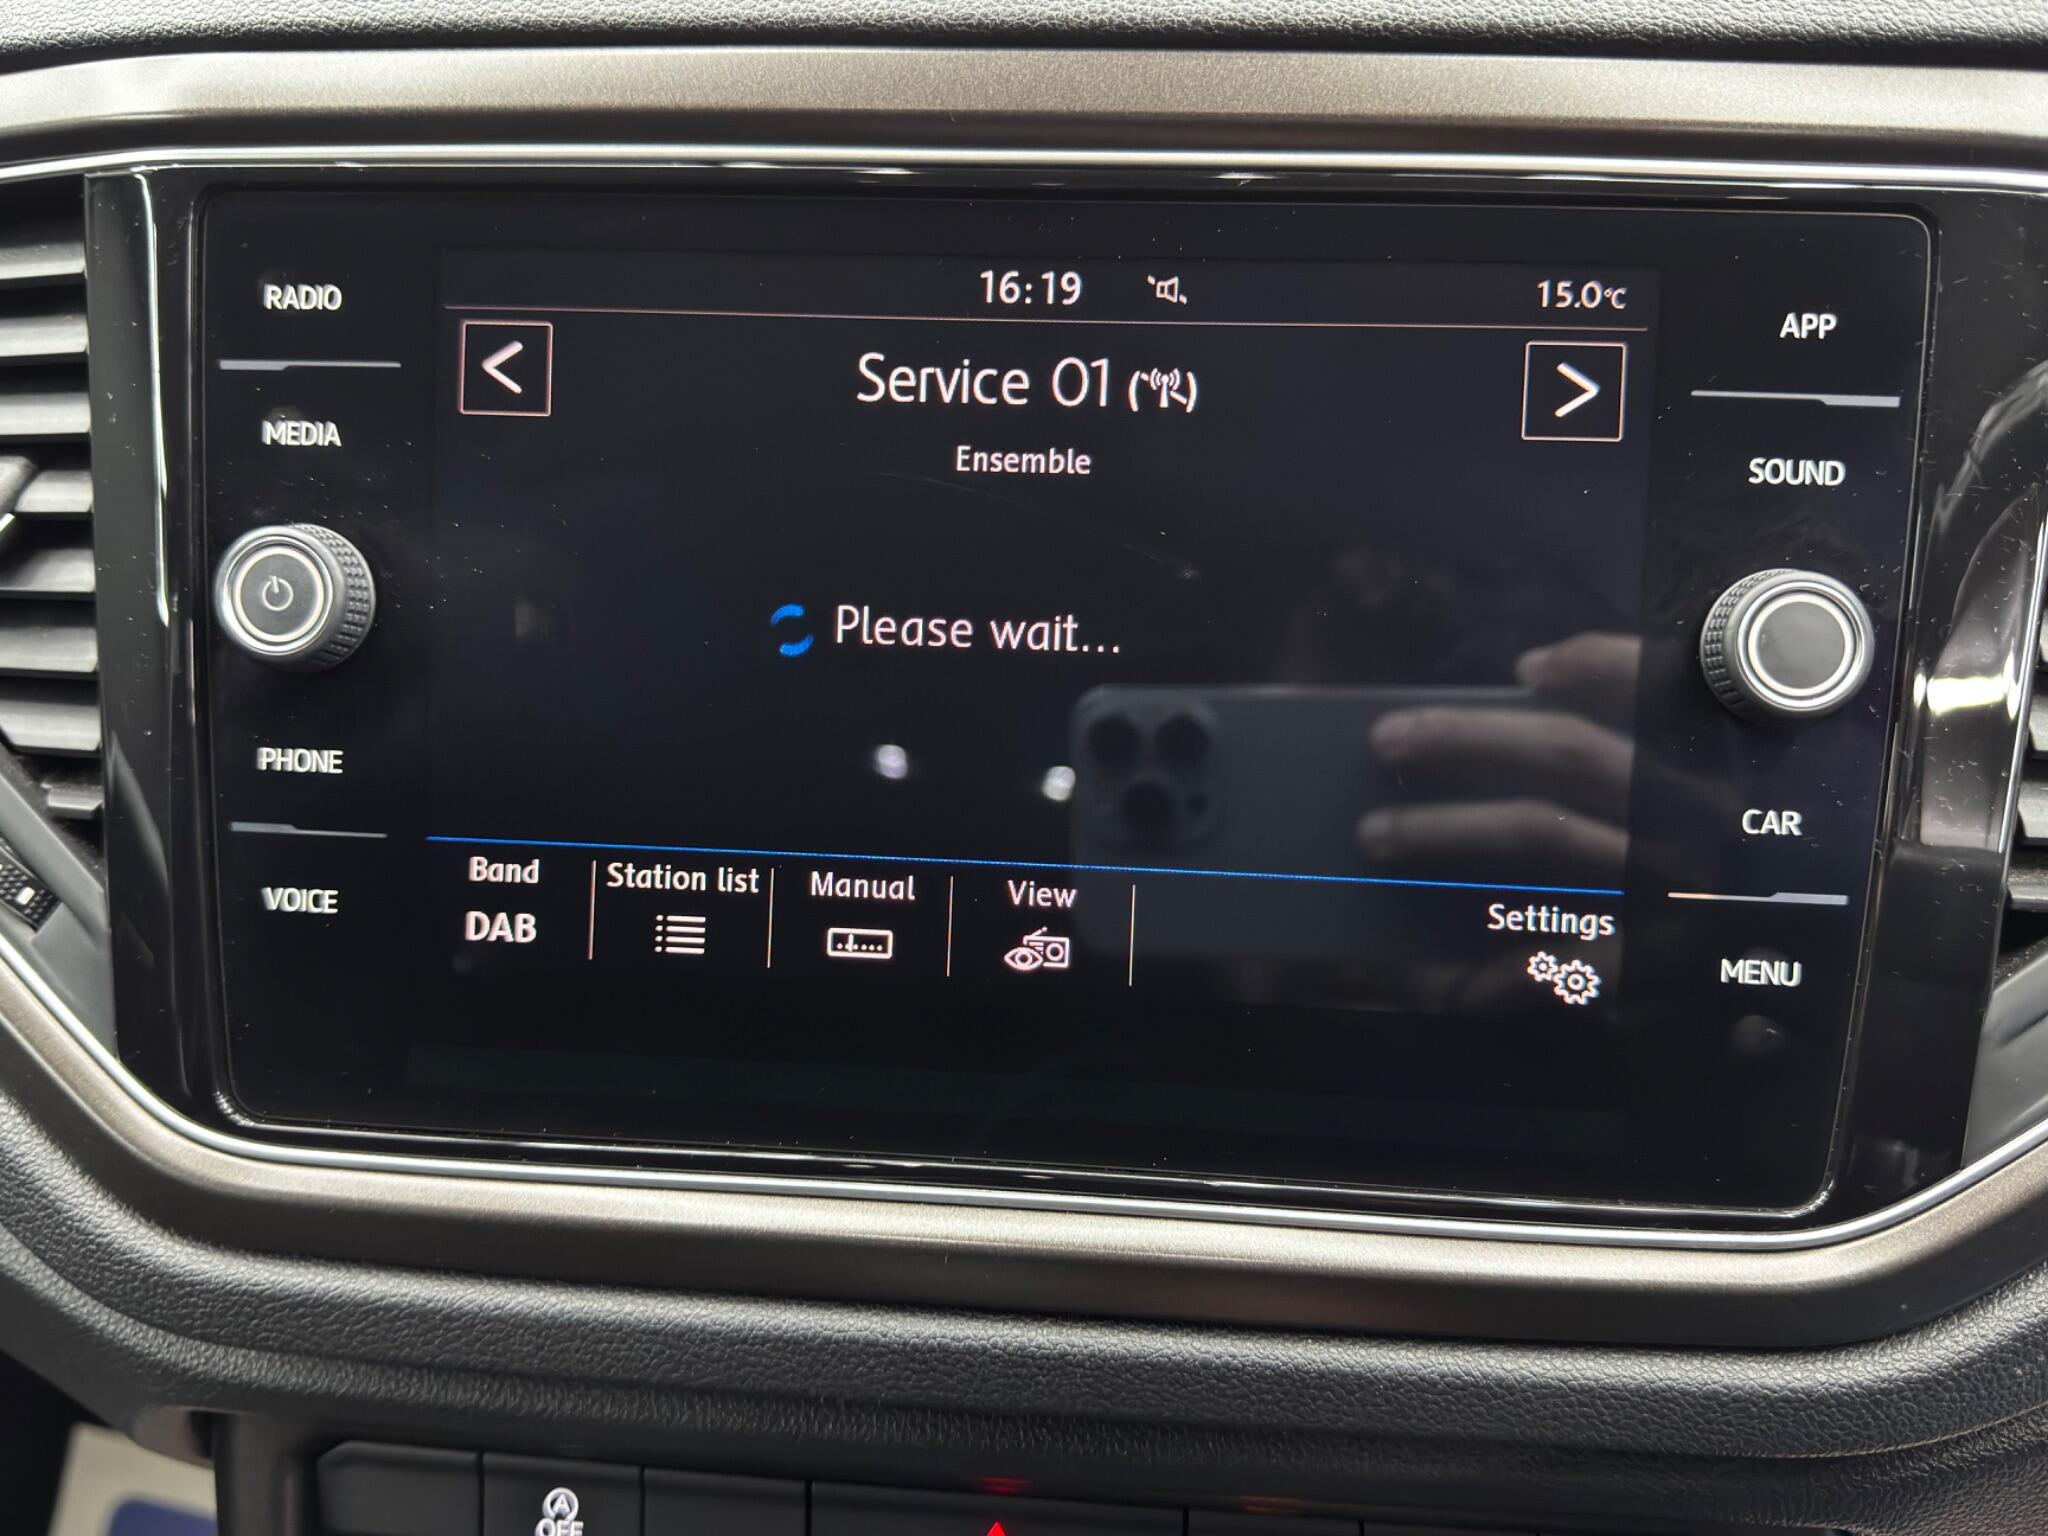 RADIO
MEDIA
PHONE
VOICE
16:19
15.0°C
<
Service 01
>
Ensemble
Please wait...
Band
DAB
Station list
Manual
View
Settings
APP
SOUND
CAR
MENU
A
OFF